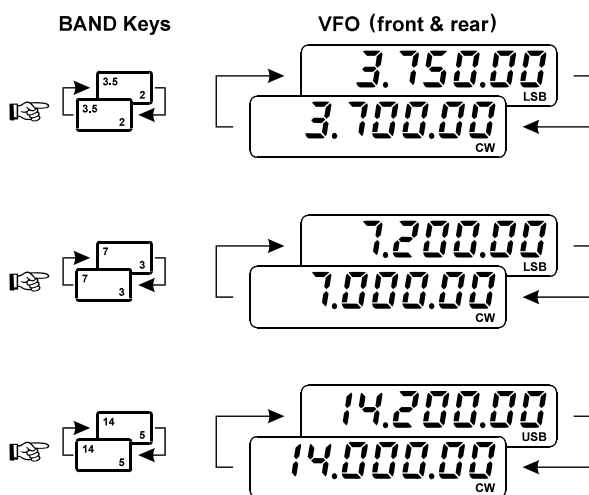 BAND Keys
VFO (front & rear)
3.5
2
3.5
2
3.750.00
LSB
3.700.00
CW
7
3
7
3
7.200.00
LSB
7.000.00
CW
14
5
14
5
14.200.00
USB
14.000.00
CW